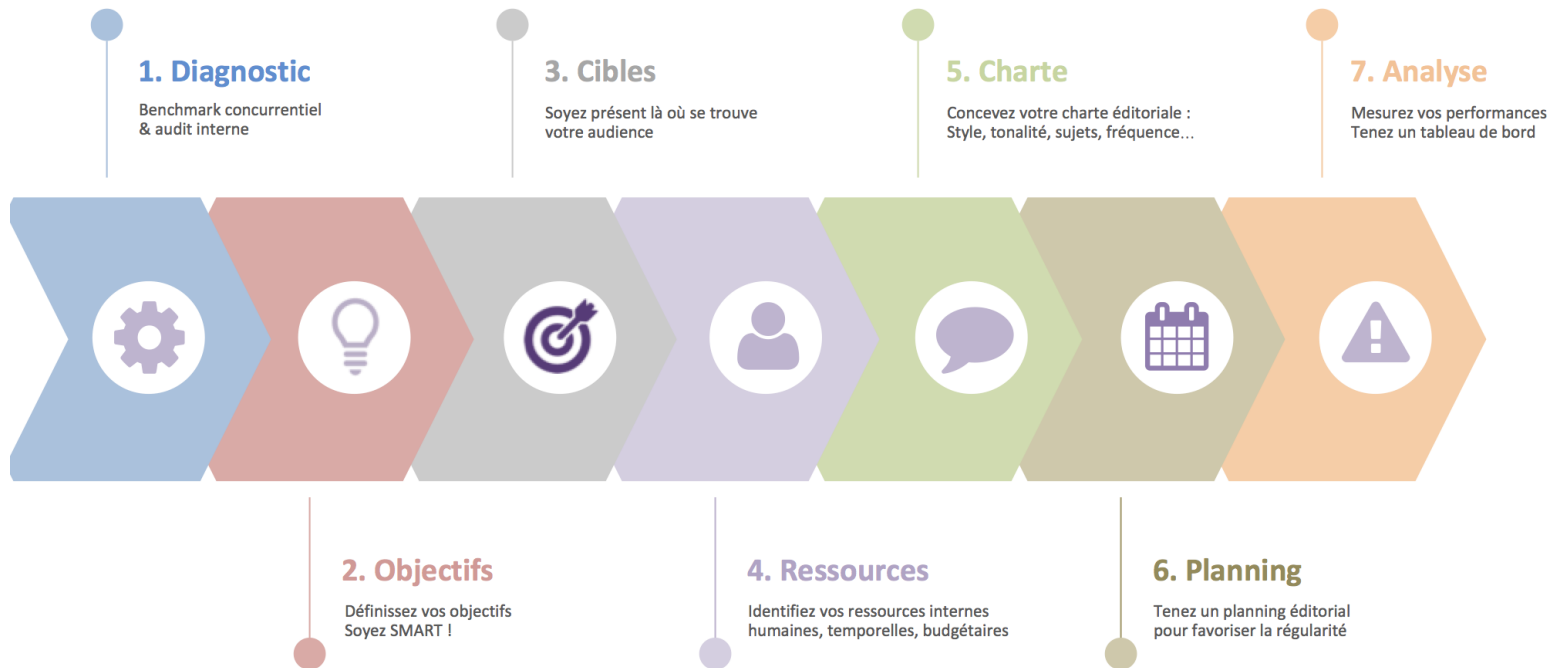 1. Diagnostic
Benchmark concurrentiel
& audit interne
2. Objectifs
Définissez vos objectifs
Soyez SMART !
3. Cibles
Soyez présent là où se trouve
votre audience
4. Ressources
Identifiez vos ressources internes
humaines, temporelles, budgétaires
5. Charte
Concevez votre charte éditoriale :
Style, tonalité, sujets, fréquence...
6. Planning
Tenez un planning éditorial
pour favoriser la régularité
7. Analyse
Mesurez vos performances
Tenez un tableau de bord